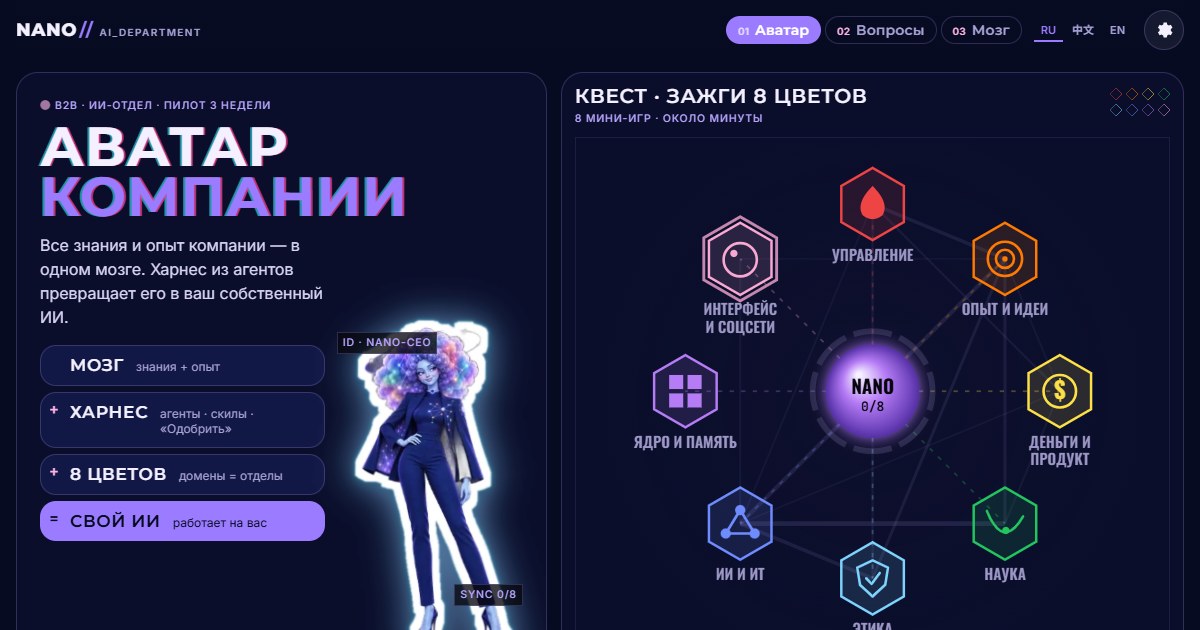 NANO// AI_DEPARTMENT
01 Аватар
02 Вопросы
03 Мозг
RU 中文 EN
B2B · ИИ-ОТДЕЛ · ПИЛОТ 3 НЕДЕЛИ
АВАТАР
КОМПАНИИ
Все знания и опыт компании — в
одном мозге. Харнес из агентов
превращает его в ваш собственный
ИИ.
МОЗГ знания + опыт
+ ХАРНЕС агенты · скилы ·
«Одобрить»
+ 8 ЦВЕТОВ домены = отделы
= СВОЙ ИИ работает на вас
ID · NANO-CEO
SYNC 0/8
КВЕСТ · ЗАЖГИ 8 ЦВЕТОВ
8 МИНИ-ИГР · ОКОЛО МИНУТЫ
УПРАВЛЕНИЕ
ИНТЕРФЕЙС
И СОЦСЕТИ
ОПЫТ И ИДЕИ
NANO
0/8
$
ЯДРО И ПАМЯТЬ
ДЕНЬГИ И
ПРОДУКТ
ИИ И ИТ
НАУКА
ЭТИКА